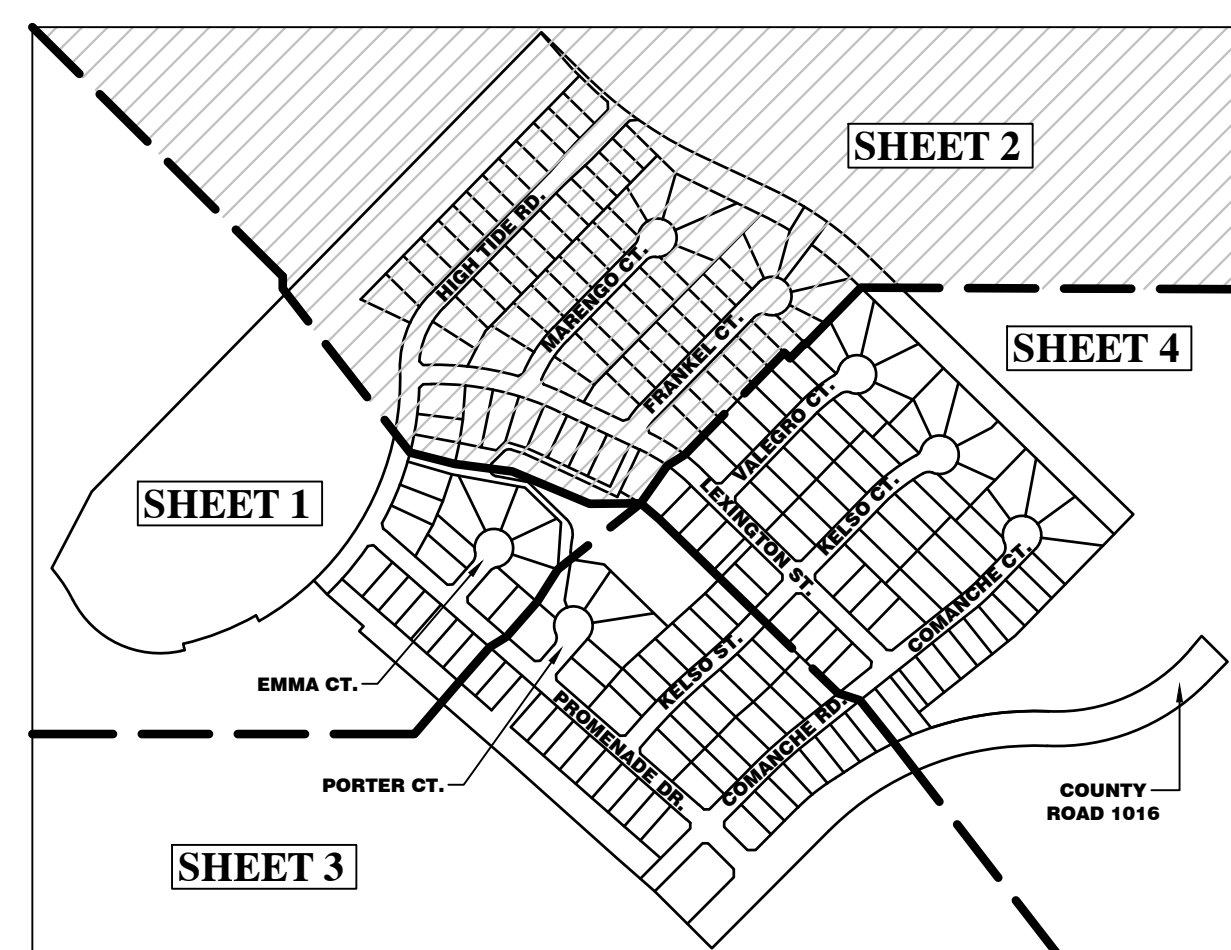 SHEET 2
HIGH TIDE RD.
MARENGO CT.
FRANKEL CT.
SHEET 4
VALEGRO CT.
LEXINGTON ST.
KELSO CT.
COMANCHE CT.
SHEET 1
EMMA CT.
KELSO ST.
PROMENADE DR.
COMANCHE RD.
PORTER CT.
COUNTY
ROAD 1016
SHEET 3